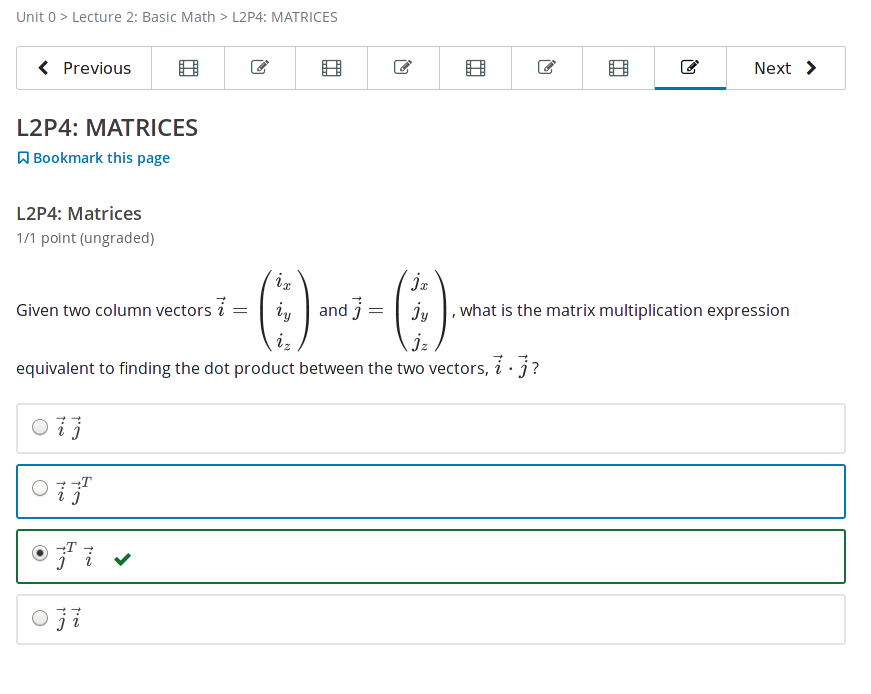 Unit 0 > Lecture 2: Basic Math > L2P4: MATRICES
Previous
Next
L2P4: MATRICES
Bookmark this page
L2P4: Matrices
1/1 point (ungraded)
Given two column vectors $\vec{i} = \begin{pmatrix} i_x \\ i_y \\ i_z \end{pmatrix}$ and $\vec{j} = \begin{pmatrix} j_x \\ j_y \\ j_z \end{pmatrix}$, what is the matrix multiplication expression
equivalent to finding the dot product between the two vectors, $\vec{i} \cdot \vec{j}$?
$\vec{i}\,\vec{j}$
$\vec{i}\,\vec{j}^T$
$\vec{j}^T\,\vec{i}$
$\vec{j}\,\vec{i}$